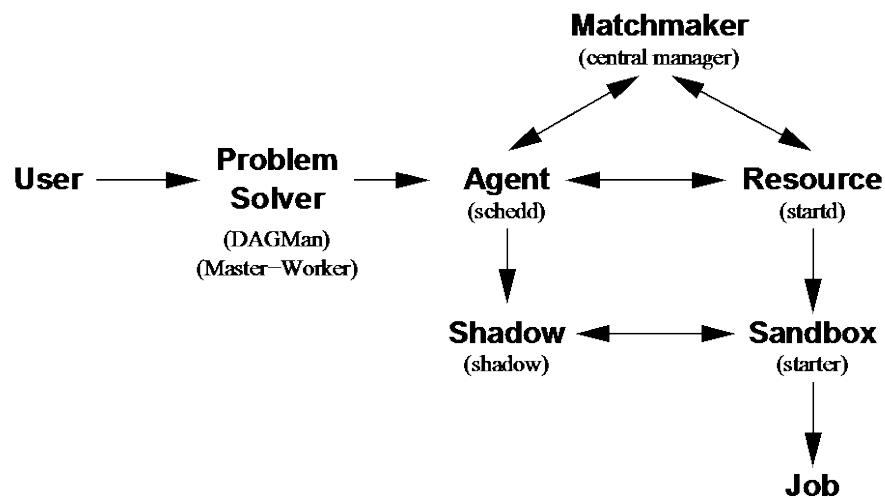 Matchmaker
(central manager)
User
Problem
Solver
(DAGMan)
(Master−Worker)
Agent
(schedd)
Resource
(startd)
Shadow
(shadow)
Sandbox
(starter)
Job